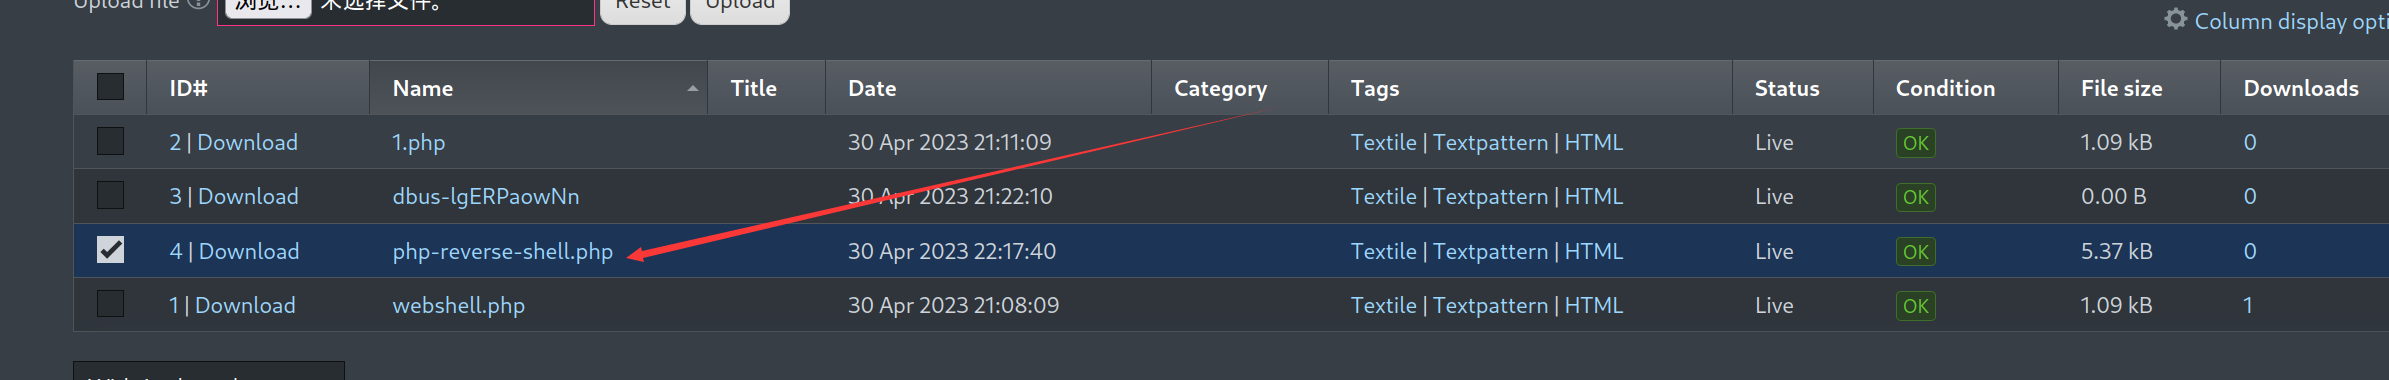 Upload file ? 浏览... 未选择文件。 Reset Upload
Column display opti
ID# Name Title Date Category Tags Status Condition File size Downloads
2 | Download 1.php 30 Apr 2023 21:11:09 Textile | Textpattern | HTML Live OK 1.09 kB 0
3 | Download dbus-lgERPaowNn 30 Apr 2023 21:22:10 Textile | Textpattern | HTML Live OK 0.00 B 0
4 | Download php-reverse-shell.php 30 Apr 2023 22:17:40 Textile | Textpattern | HTML Live OK 5.37 kB 0
1 | Download webshell.php 30 Apr 2023 21:08:09 Textile | Textpattern | HTML Live OK 1.09 kB 1